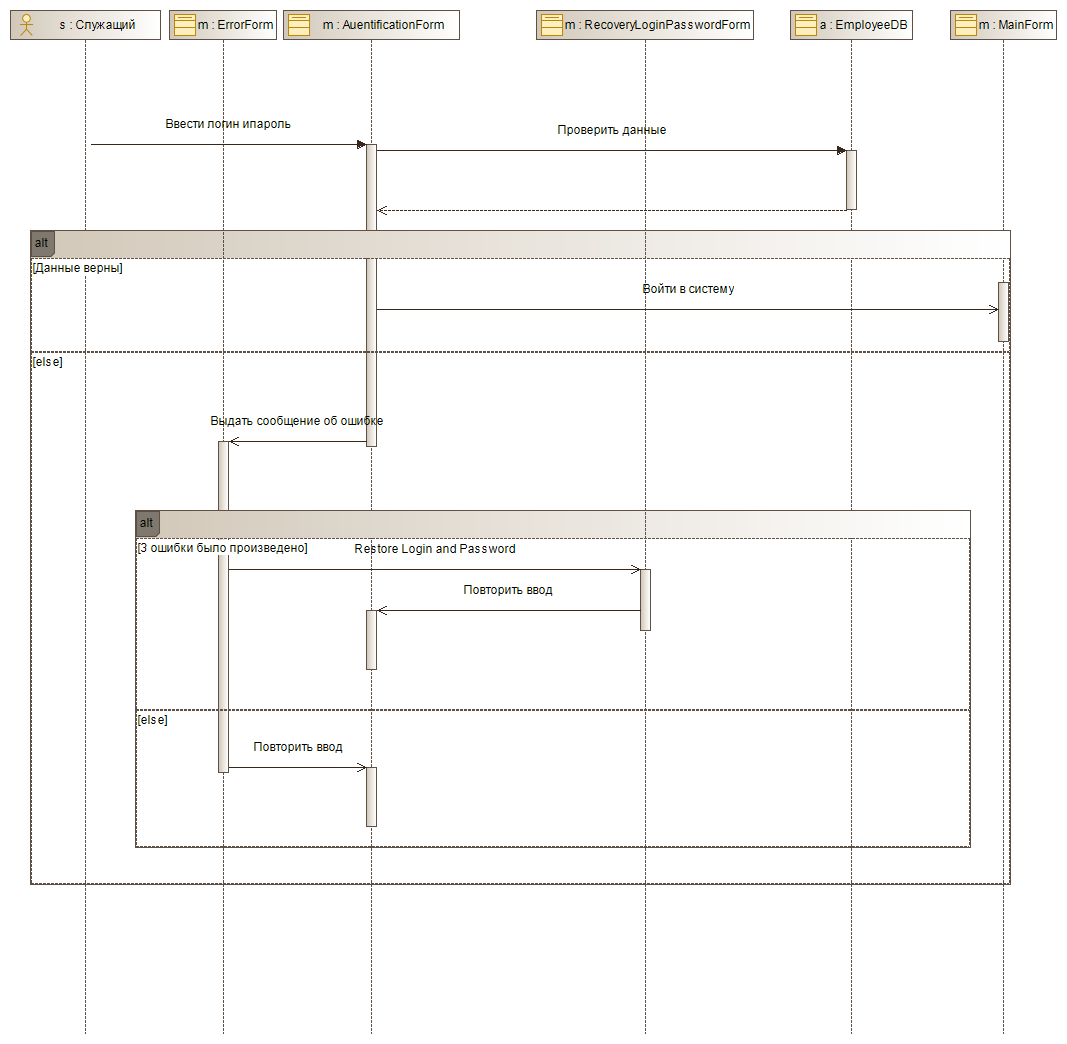 s : Служащий
m : ErrorForm
m : AuentificationForm
m : RecoveryLoginPasswordForm
a : EmployeeDB
m : MainForm
Ввести логин ипароль
Проверить данные
alt
[Данные верны]
Войти в систему
[else]
Выдать сообщение об ошибке
alt
[3 ошибки было произведено]
Restore Login and Password
Повторить ввод
[else]
Повторить ввод